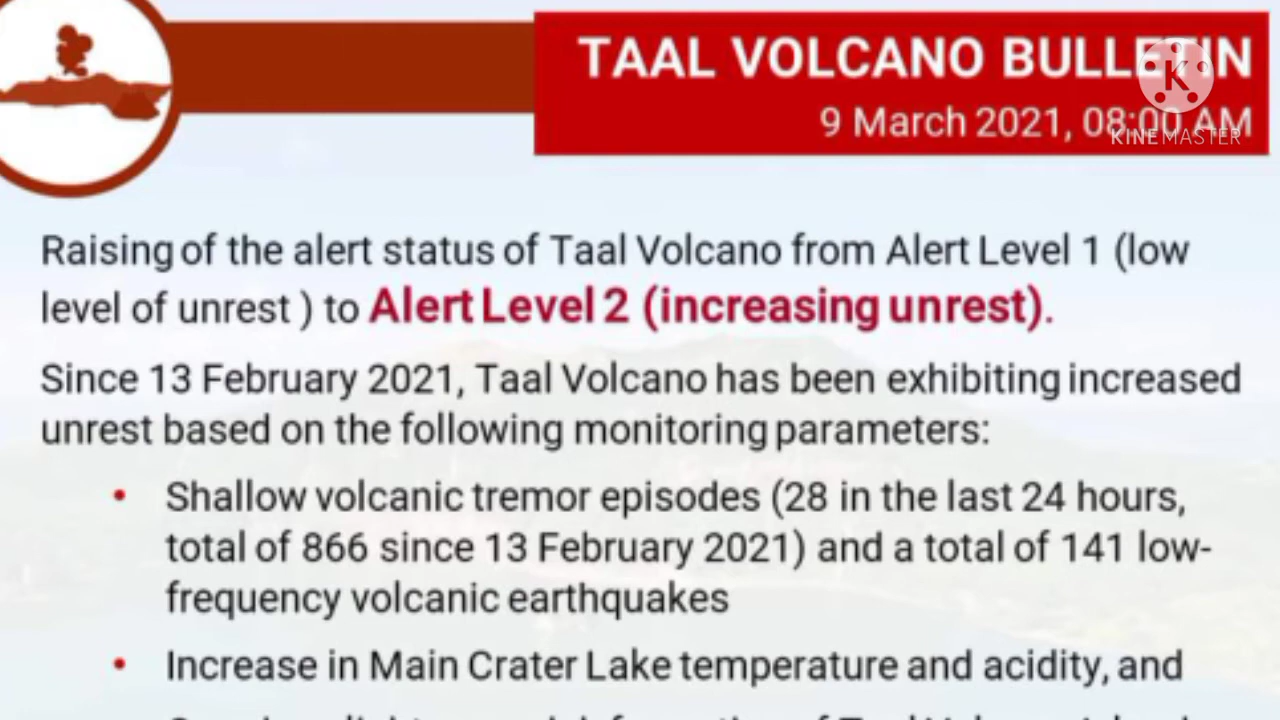 TAAL VOLCANO BULLETIN
9 March 2021, 08:00 AM
K
KINEMASTER
Raising of the alert status of Taal Volcano from Alert Level 1 (low
level of unrest ) to Alert Level 2 (increasing unrest).
Since 13 February 2021, Taal Volcano has been exhibiting increased
unrest based on the following monitoring parameters:
• Shallow volcanic tremor episodes (28 in the last 24 hours,
total of 866 since 13 February 2021) and a total of 141 low-
frequency volcanic earthquakes
• Increase in Main Crater Lake temperature and acidity, and